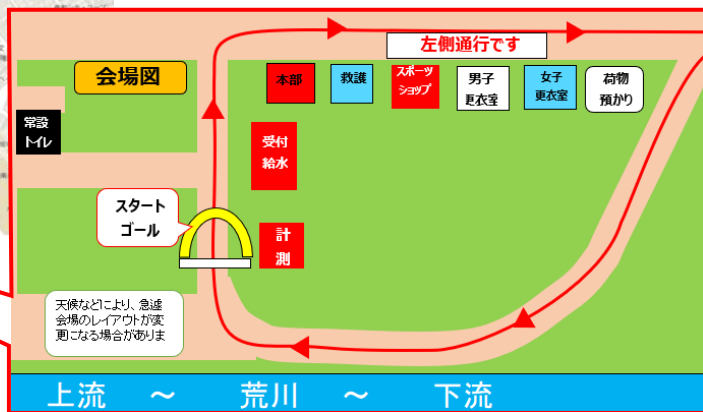 左側通行です
会場図
本部
救護
スポーツ
ショップ
男子
更衣室
女子
更衣室
荷物
預かり
常設
トイレ
受付
給水
スタート
ゴール
計
測
天候などにより、急遽
会場のレイアウトが変
更になる場合がありま
上流 ～ 荒川 ～ 下流